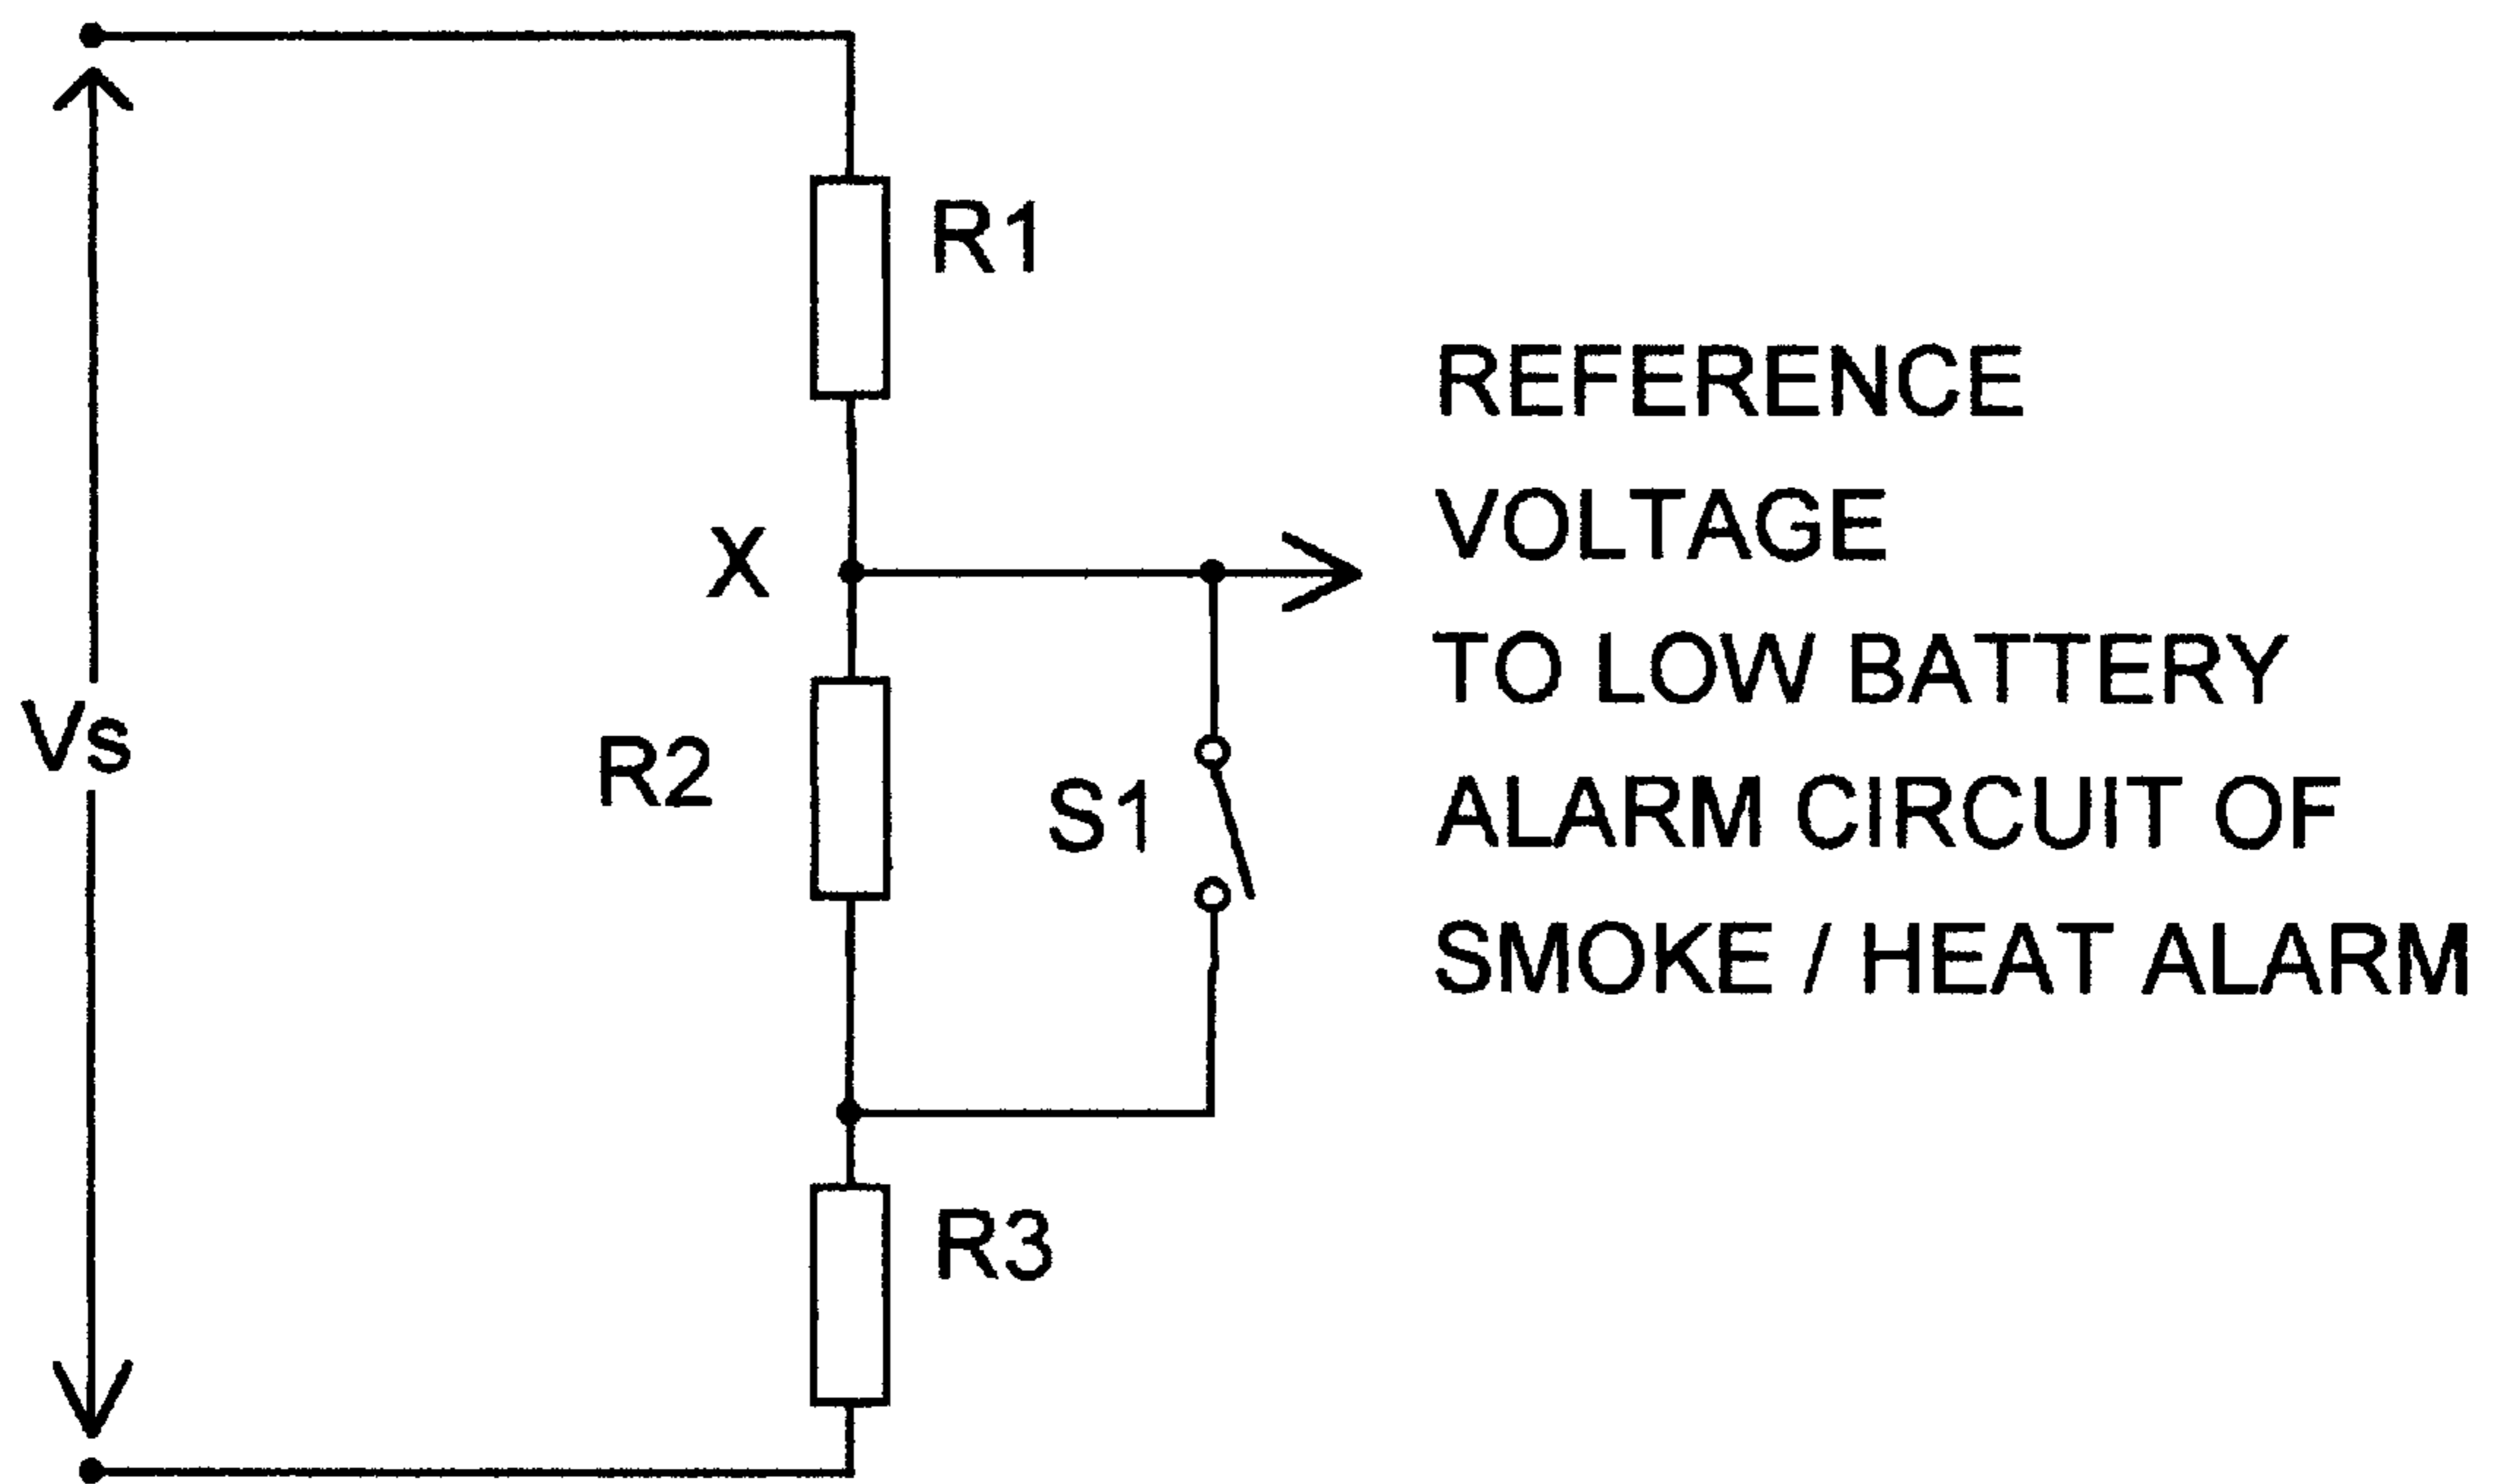 R1
REFERENCE
VOLTAGE
X
TO LOW BATTERY
Vs
R2
S1
ALARM CIRCUIT OF
SMOKE / HEAT ALARM
R3